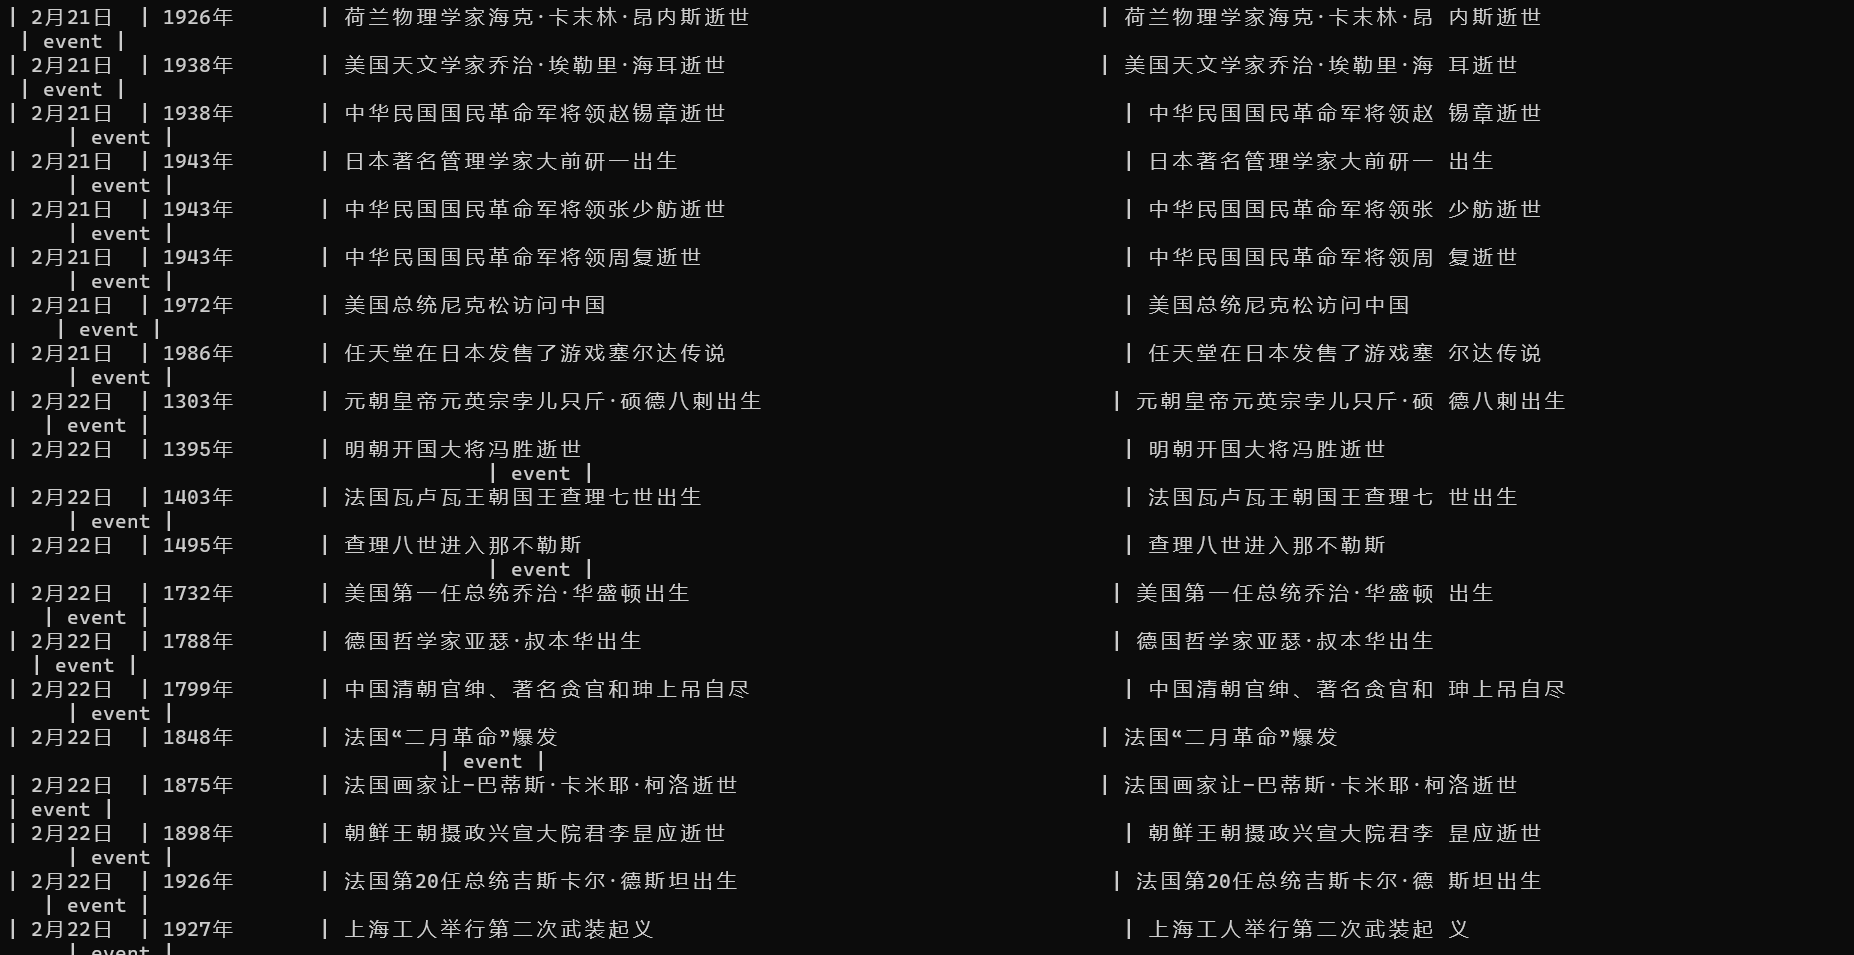 | 2月21日 | 1926年 | 荷兰物理学家海克·卡末林·昂内斯逝世 | 荷兰物理学家海克·卡末林·昂 内斯逝世
| event |
| 2月21日 | 1938年 | 美国天文学家乔治·埃勒里·海耳逝世 | 美国天文学家乔治·埃勒里·海 耳逝世
| event |
| 2月21日 | 1938年 | 中华民国国民革命军将领赵锡章逝世 | 中华民国国民革命军将领赵 锡章逝世
| event |
| 2月21日 | 1943年 | 日本著名管理学家大前研一出生 | 日本著名管理学家大前研一 出生
| event |
| 2月21日 | 1943年 | 中华民国国民革命军将领张少舫逝世 | 中华民国国民革命军将领张 少舫逝世
| event |
| 2月21日 | 1943年 | 中华民国国民革命军将领周复逝世 | 中华民国国民革命军将领周 复逝世
| event |
| 2月21日 | 1972年 | 美国总统尼克松访问中国 | 美国总统尼克松访问中国
| event |
| 2月21日 | 1986年 | 任天堂在日本发售了游戏塞尔达传说 | 任天堂在日本发售了游戏塞 尔达传说
| event |
| 2月22日 | 1303年 | 元朝皇帝元英宗孛儿只斤·硕德八剌出生 | 元朝皇帝元英宗孛儿只斤·硕 德八剌出生
| event |
| 2月22日 | 1395年 | 明朝开国大将冯胜逝世 | 明朝开国大将冯胜逝世
| event |
| 2月22日 | 1403年 | 法国瓦卢瓦王朝国王查理七世出生 | 法国瓦卢瓦王朝国王查理七 世出生
| event |
| 2月22日 | 1495年 | 查理八世进入那不勒斯 | 查理八世进入那不勒斯
| event |
| 2月22日 | 1732年 | 美国第一任总统乔治·华盛顿出生 | 美国第一任总统乔治·华盛顿 出生
| event |
| 2月22日 | 1788年 | 德国哲学家亚瑟·叔本华出生 | 德国哲学家亚瑟·叔本华出生
| event |
| 2月22日 | 1799年 | 中国清朝官绅、著名贪官和珅上吊自尽 | 中国清朝官绅、著名贪官和 珅上吊自尽
| event |
| 2月22日 | 1848年 | 法国“二月革命”爆发 | 法国“二月革命”爆发
| event |
| 2月22日 | 1875年 | 法国画家让-巴蒂斯·卡米耶·柯洛逝世 | 法国画家让-巴蒂斯·卡米耶·柯洛逝世
| event |
| 2月22日 | 1898年 | 朝鲜王朝摄政兴宣大院君李昰应逝世 | 朝鲜王朝摄政兴宣大院君李 昰应逝世
| event |
| 2月22日 | 1926年 | 法国第20任总统吉斯卡尔·德斯坦出生 | 法国第20任总统吉斯卡尔·德 斯坦出生
| event |
| 2月22日 | 1927年 | 上海工人举行第二次武装起义 | 上海工人举行第二次武装起 义
| event |